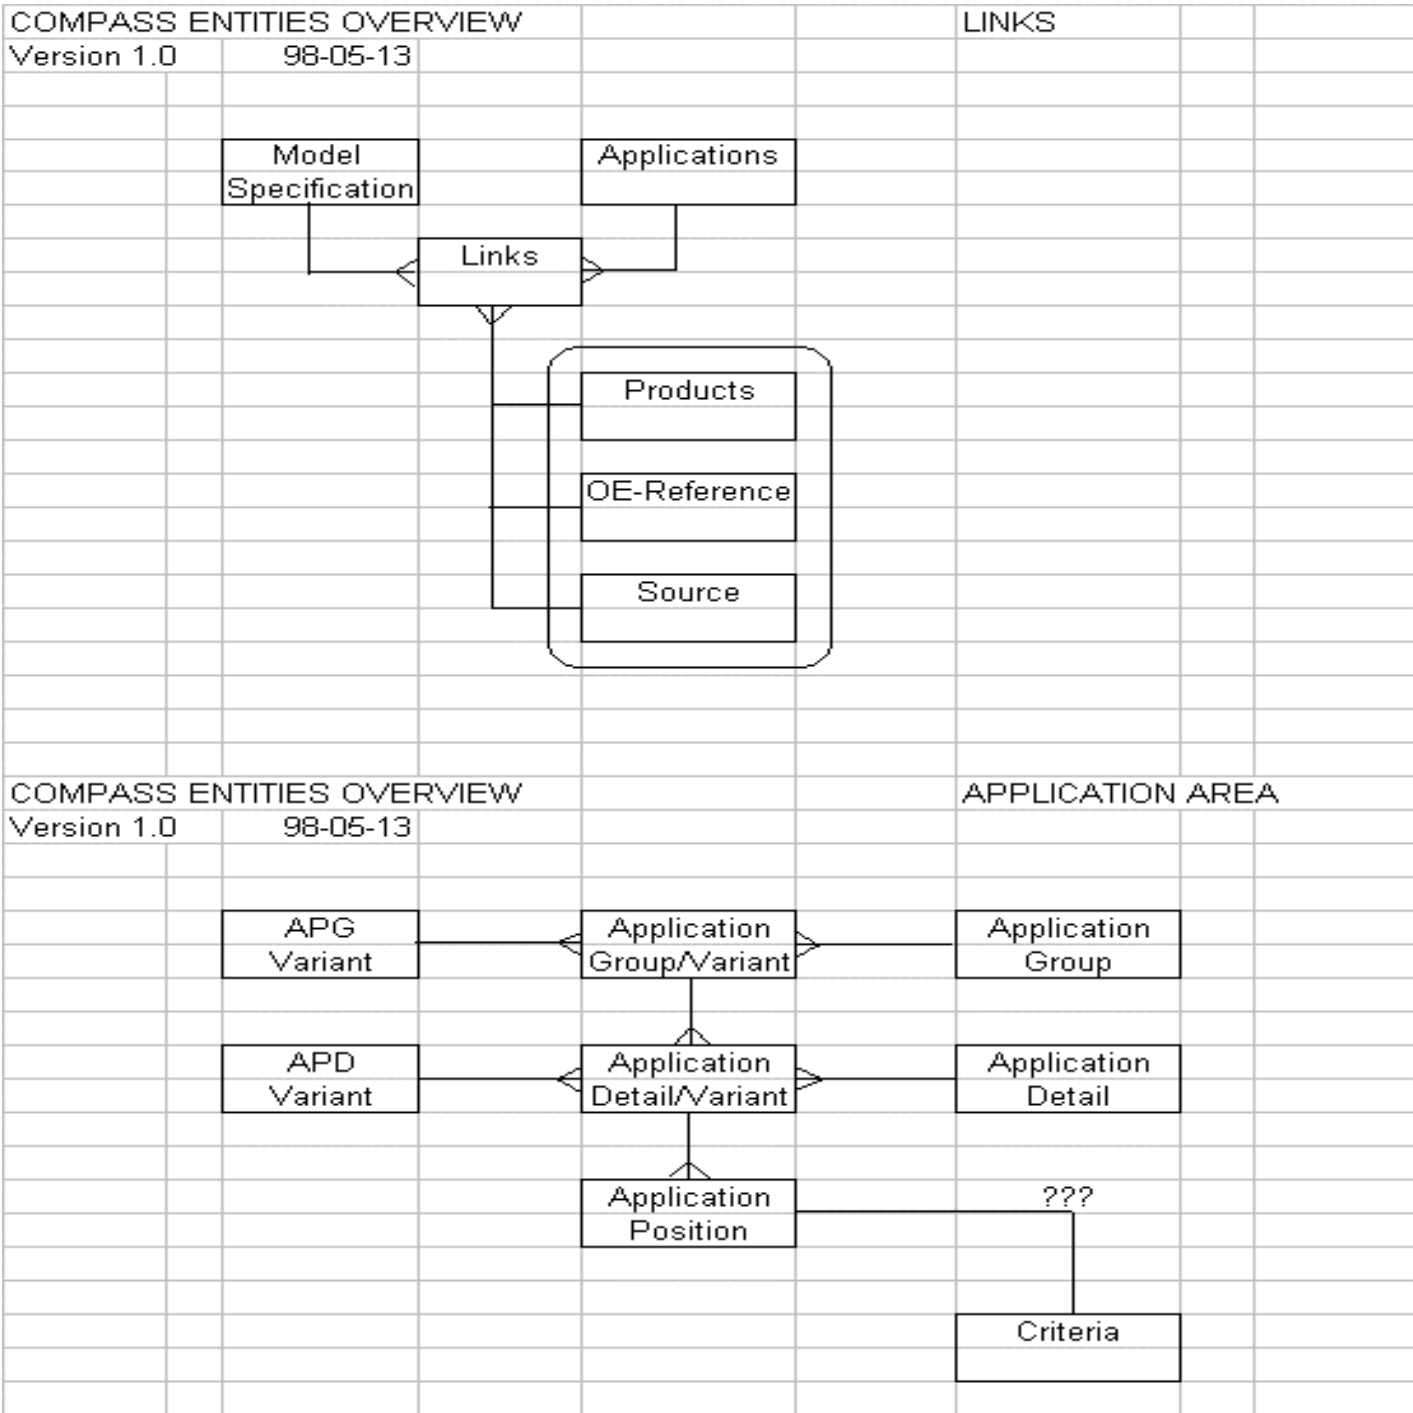 COMPASS ENTITIES OVERVIEW
LINKS
Version 1.0
98-05-13
Model
Specification
Applications
Links
Products
OE-Reference
Source
COMPASS ENTITIES OVERVIEW
APPLICATION AREA
Version 1.0
98-05-13
APG
Variant
Application
Group/Variant
Application
Group
APD
Variant
Application
Detail/Variant
Application
Detail
Application
Position
???
Criteria